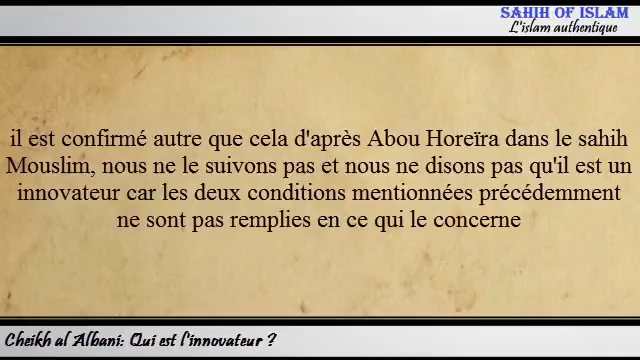 SAHIH OF ISLAM
L'islam authentique
il est confirmé autre que cela d'après Abou Horeïra dans le sahih
Mouslim, nous ne le suivons pas et nous ne disons pas qu'il est un
innovateur car les deux conditions mentionnées précédemment
ne sont pas remplies en ce qui le concerne
Cheikh al Albani: Qui est l'innovateur ?